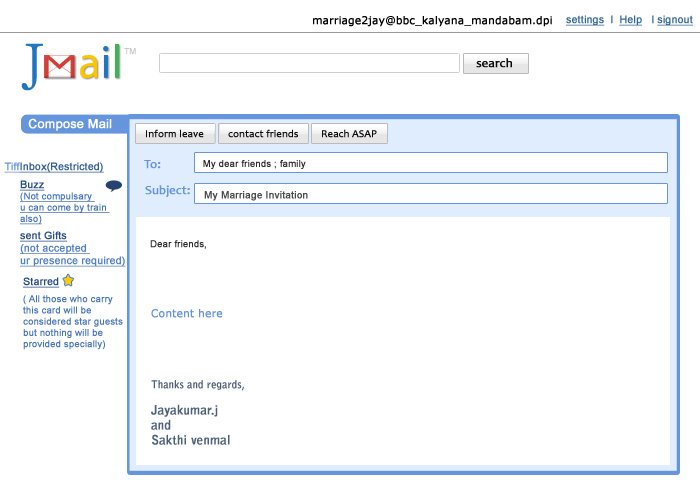 marriage2jay@bbc_kalyana_mandabam.dpi settings I Help I signout
Jmail TM
search
Compose Mail
Inform leave contact friends Reach ASAP
To: My dear friends ; family
Subject: My Marriage Invitation
TiffInbox(Restricted)
Buzz
(Not compulsary
u can come by train
also)
sent Gifts
(not accepted
ur presence required)
Starred
( All those who carry
this card will be
considered star guests
but nothing will be
provided specially)
Dear friends,
Content here
Thanks and regards,
Jayakumar.j
and
Sakthi venmal